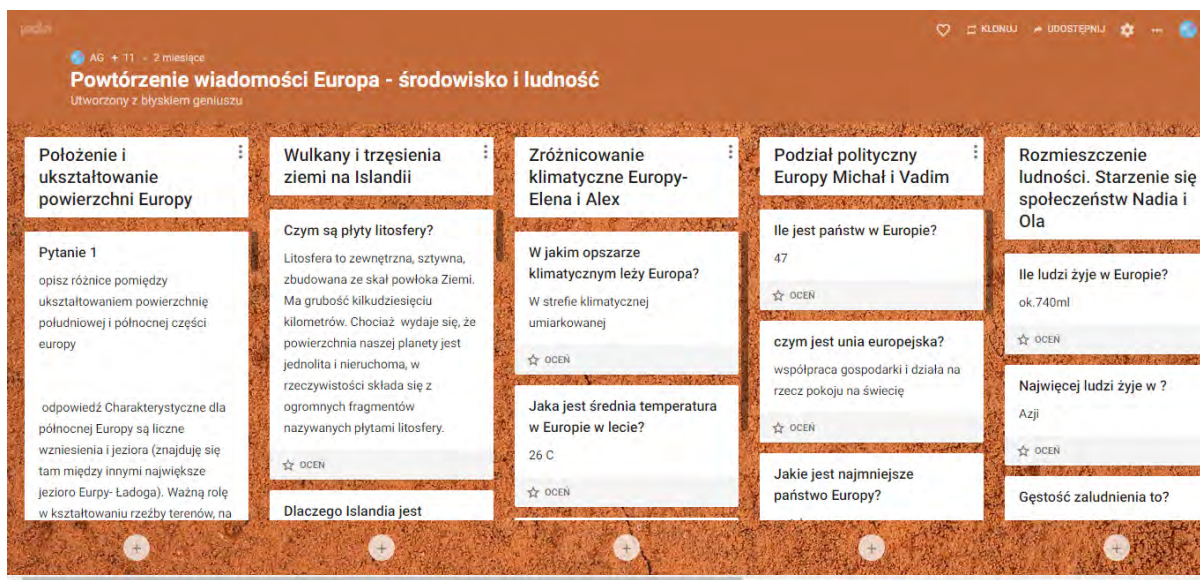 padlet
KLONUJ
UDOSTĘPNIJ
AG + 11 • 2 miesiące
Powtórzenie wiadomości Europa - środowisko i ludność
Utworzony z błyskiem geniuszu
Położenie i
ukształtowanie
powierzchni Europy
Pytanie 1
opisz różnice pomiędzy
ukształtowaniem powierzchnię
południowej i północnej części
europy
odpowiedź Charakterystyczne dla
północnej Europy są liczne
wzniesienia i jeziora (znajduję się
tam między innymi największe
jezioro Eurpy- Ładoga). Ważną rolę
w kształtowaniu rzeźby terenów, na
Wulkany i trzęsienia
ziemi na Islandii
Czym są płyty litosfery?
Litosfera to zewnętrzna, sztywna,
zbudowana ze skał powłoka Ziemi.
Ma grubość kilkudziesięciu
kilometrów. Chociaż wydaje się, że
powierzchnia naszej planety jest
jednolita i nieruchoma, w
rzeczywistości składa się z
ogromnych fragmentów
nazywanych płytami litosfery.
OCEŃ
Dlaczego Islandia jest
Zróżnicowanie
klimatyczne Europy-
Elena i Alex
W jakim opszarze
klimatycznym leży Europa?
W strefie klimatycznej
umiarkowanej
OCEŃ
Jaka jest średnia temperatura
w Europie w lecie?
26 C
OCEŃ
Podział polityczny
Europy Michał i Vadim
Ile jest państw w Europie?
47
OCEŃ
czym jest unia europejska?
współpraca gospodarki i działa na
rzecz pokoju na świecię
OCEŃ
Jakie jest najmniejsze
państwo Europy?
Rozmieszczenie
ludności. Starzenie się
społeczeństw Nadia i
Ola
Ile ludzi żyje w Europie?
ok.740ml
OCEŃ
Najwięcej ludzi żyje w ?
Azji
OCEŃ
Gęstość zaludnienia to?